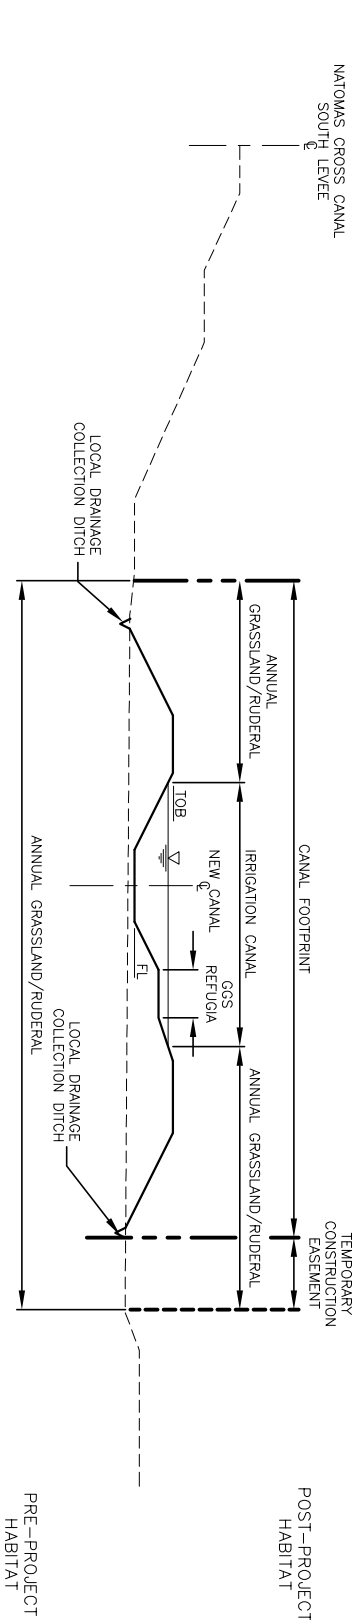 NATOMAS CROSS CANAL
SOUTH LEVEE
℄
LOCAL DRAINAGE
COLLECTION DITCH
ANNUAL
GRASSLAND/RUDERAL
CANAL FOOTPRINT
TEMPORARY
CONSTRUCTION
EASEMENT
POST-PROJECT
HABITAT
IRRIGATION CANAL
ANNUAL GRASSLAND/RUDERAL
TOB
NEW CANAL
℄
GGS
REFUGIA
FL
LOCAL DRAINAGE
COLLECTION DITCH
ANNUAL GRASSLAND/RUDERAL
PRE-PROJECT
HABITAT